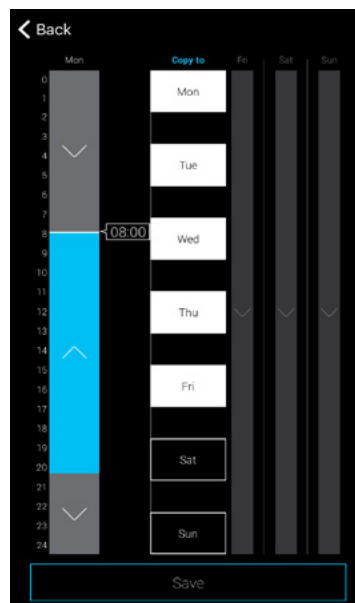 Back
Mon Copy to Fri Sat Sun
0
1
2
3
4
5
6
7
8 08:00
9
10
11
12
13
14
15
16
17
18
19
20
21
22
23
24
Mon
Tue
Wed
Thu
Fri
Sat
Sun
Save